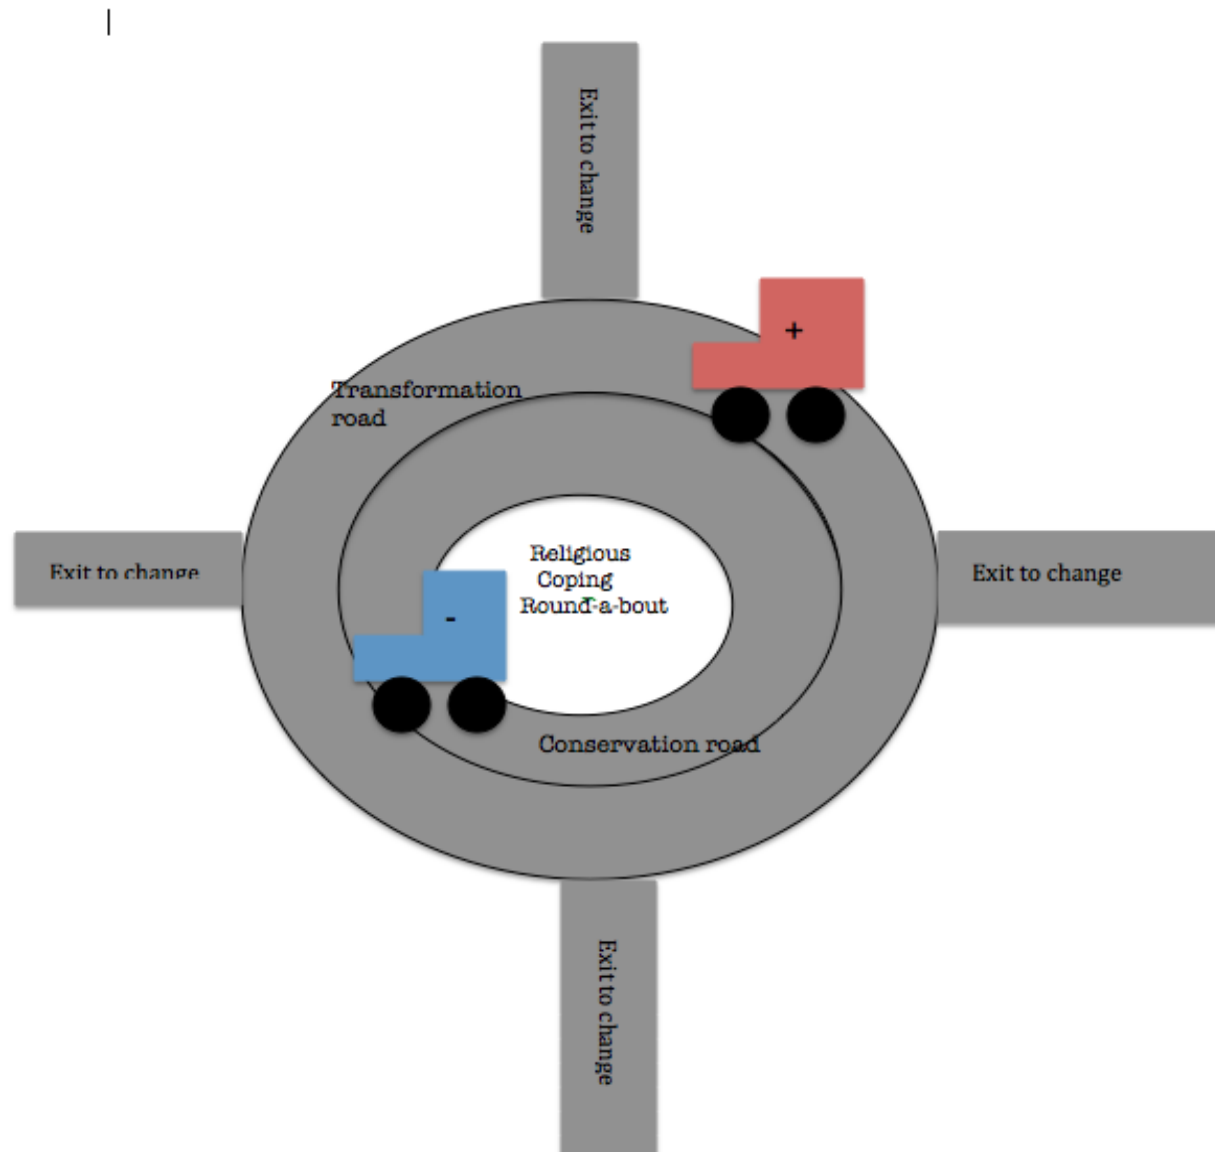 Exit to change
+
Transformation
road
Exit to change
Religious
Coping
Round-a-bout
Exit to change
-
Conservation road
Exit to change